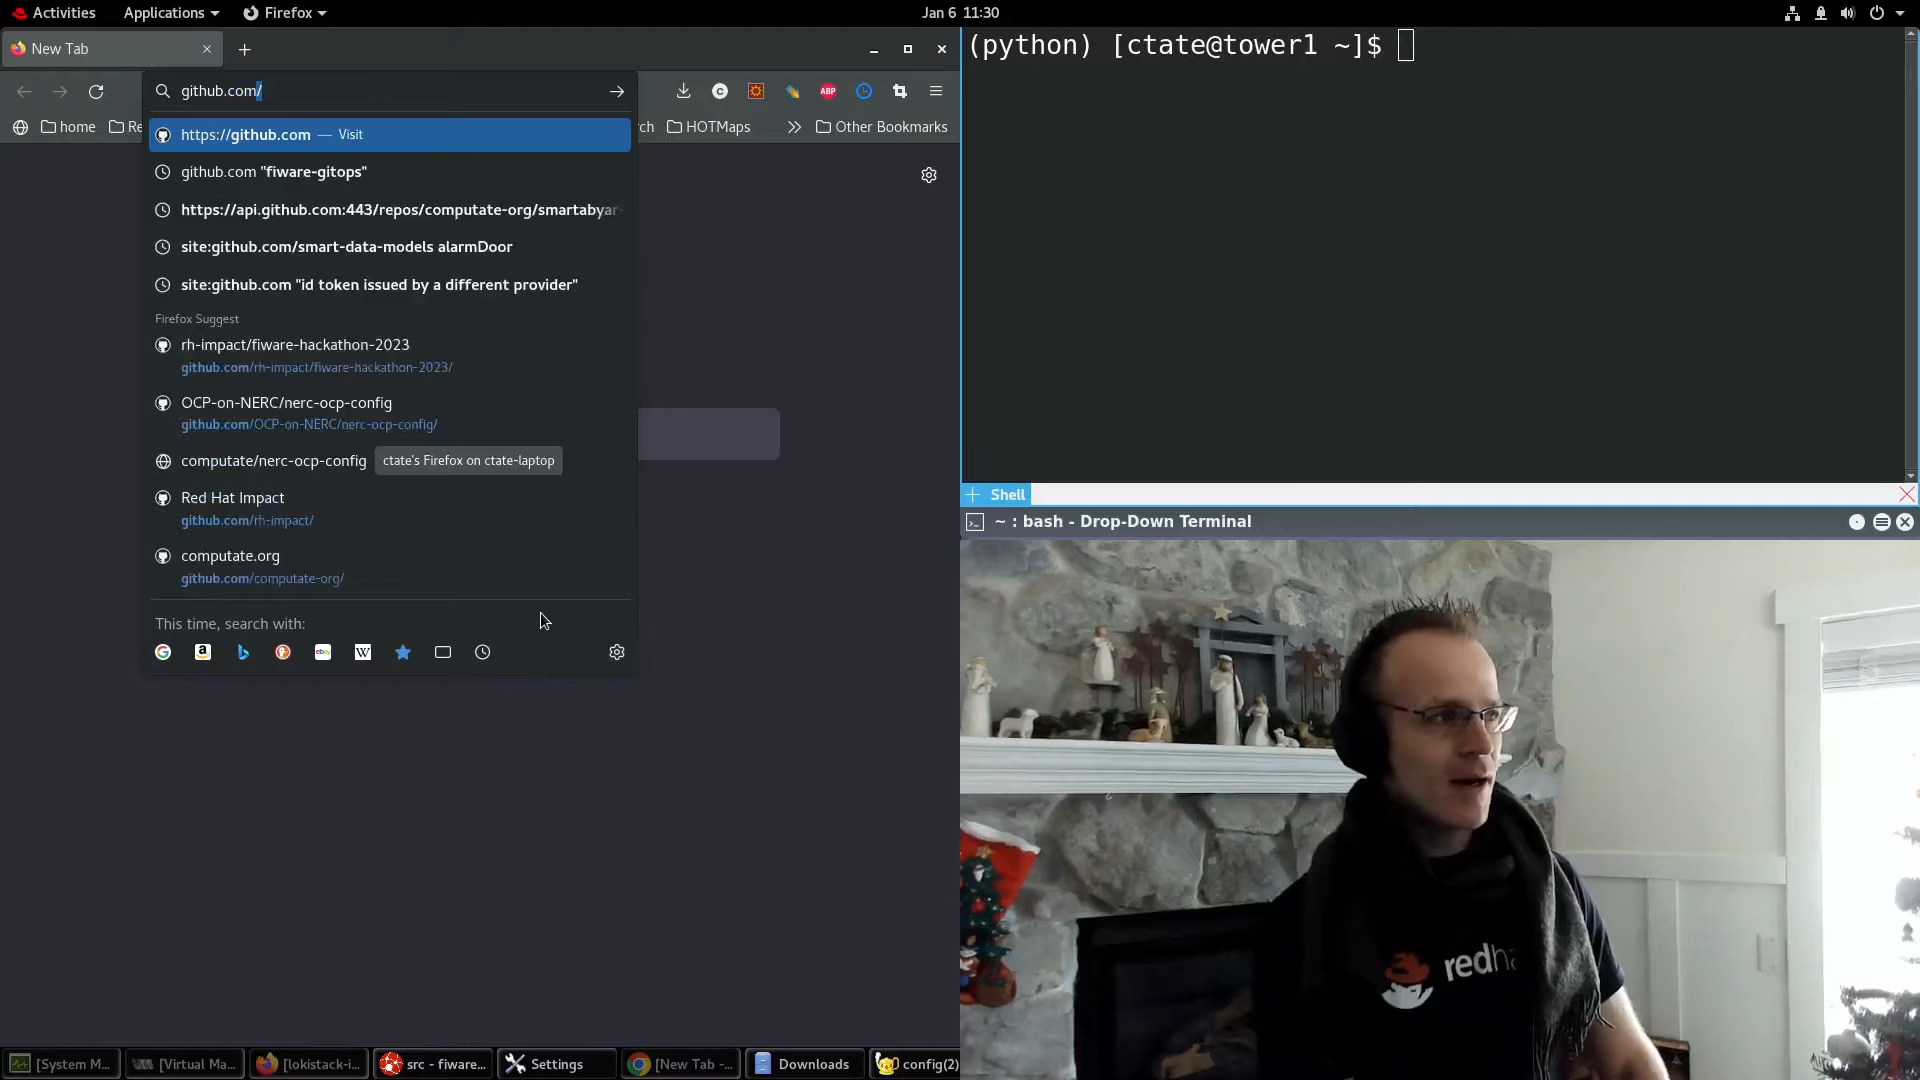 Activities
Applications
Firefox
Jan 6 11:30
New Tab
github.com/
ABP
home
Re
ch
HOTMaps
Other Bookmarks
https://github.com — Visit
github.com "fiware-gitops"
https://api.github.com:443/repos/computate-org/smartabyar-
site:github.com/smart-data-models alarmDoor
site:github.com "id token issued by a different provider"
Firefox Suggest
rh-impact/fiware-hackathon-2023
github.com/rh-impact/fiware-hackathon-2023/
OCP-on-NERC/nerc-ocp-config
github.com/OCP-on-NERC/nerc-ocp-config/
computate/nerc-ocp-config
ctate's Firefox on ctate-laptop
Red Hat Impact
github.com/rh-impact/
computate.org
github.com/computate-org/
This time, search with:
(python) [ctate@tower1 ~]$
Shell
~ : bash - Drop-Down Terminal
redha
[System M...
[Virtual Ma...
[lokistack-i...
src - fiware...
Settings
[New Tab -...
Downloads
config(2)